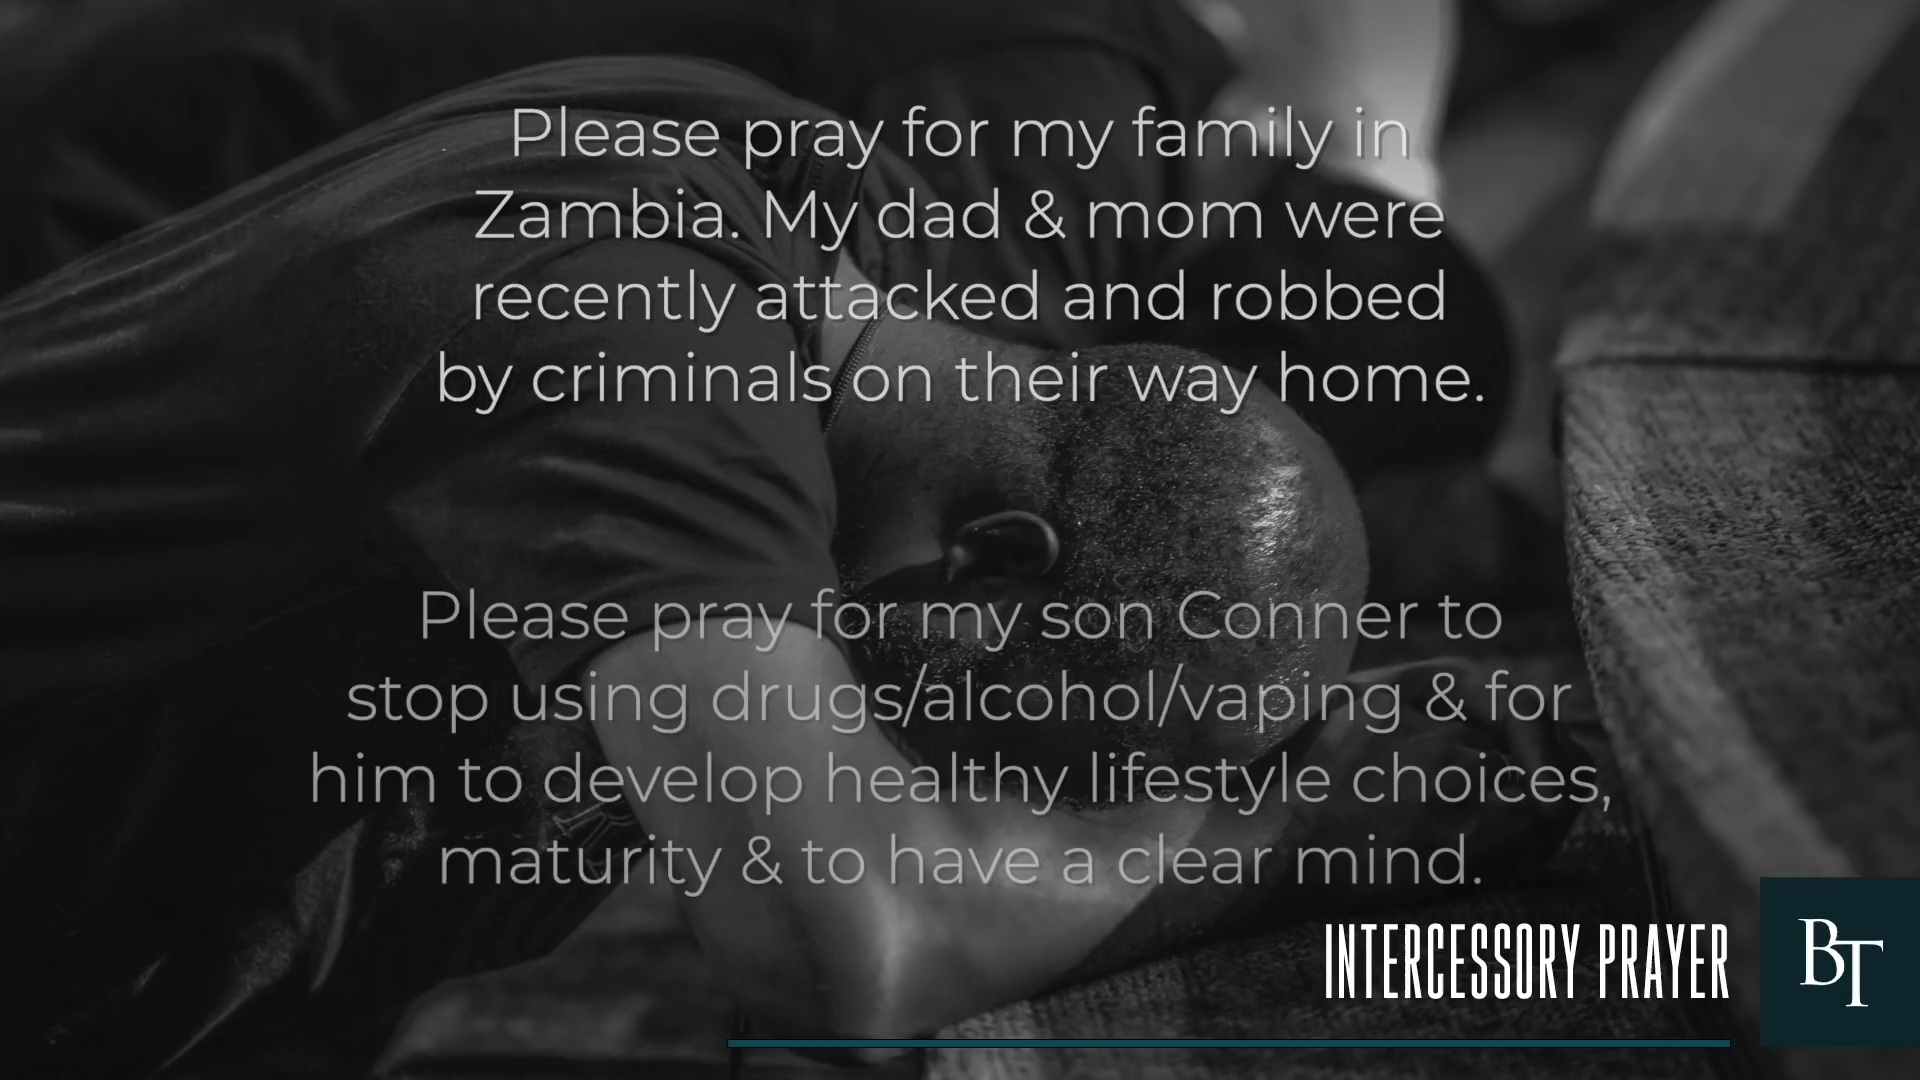 Please pray for my family in
Zambia. My dad & mom were
recently attacked and robbed
by criminals on their way home.
Please pray for my son Conner to
stop using drugs/alcohol/vaping & for
him to develop healthy lifestyle choices,
maturity & to have a clear mind.
INTERCESSORY PRAYER
BT